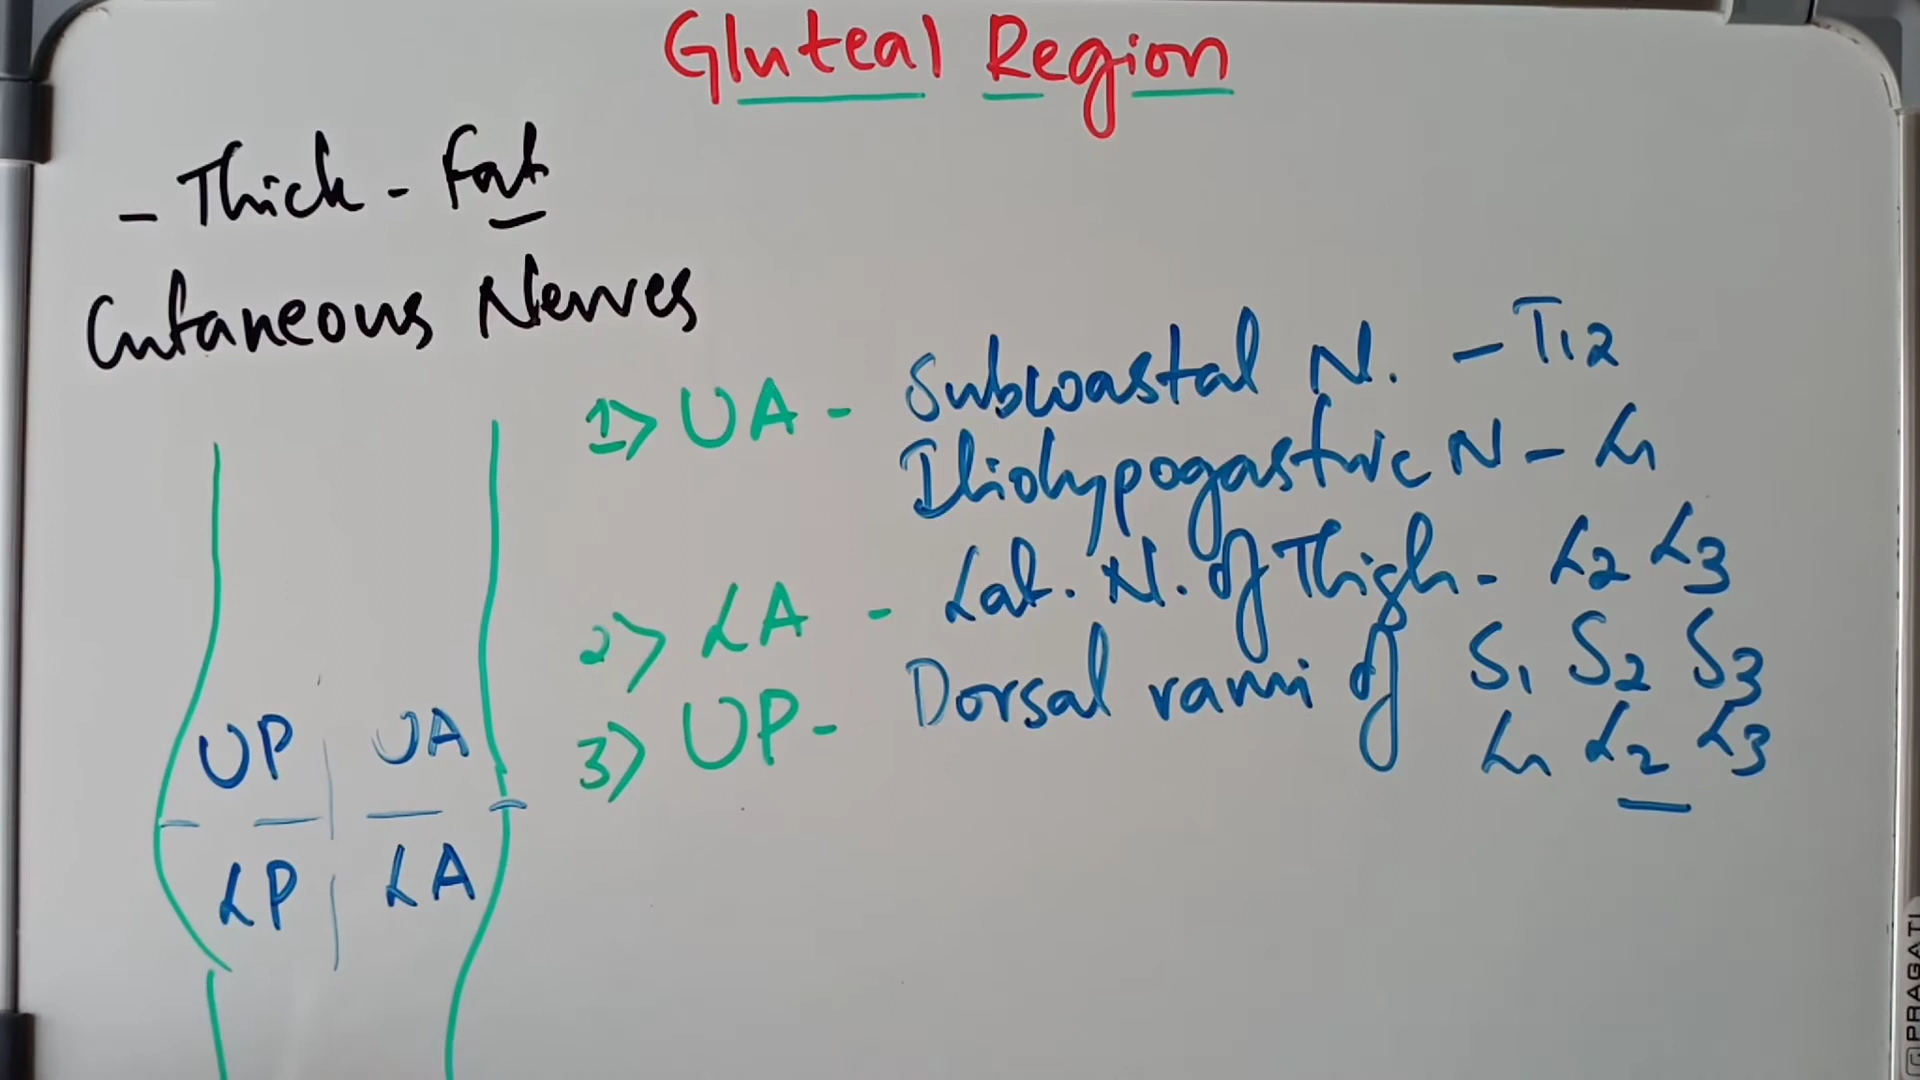 Gluteal Region
- Thick - Fat
Cutaneous Nerves
1> UA - Subcoastal N. - T12
Iliohypogastric N - L1
2> LA - Lat. N. of Thigh - L2 L3
3> UP - Dorsal rami of S1 S2 S3
L1 L2 L3
UP UA
LP LA
PRAGATI